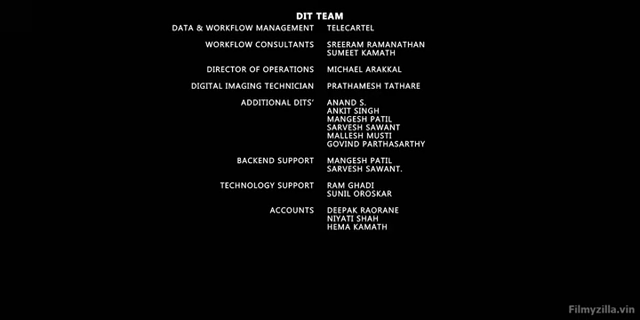 DIT TEAM
DATA & WORKFLOW MANAGEMENT TELECARTEL
WORKFLOW CONSULTANTS SREERAM RAMANATHAN
SUMEET KAMATH
DIRECTOR OF OPERATIONS MICHAEL ARAKKAL
DIGITAL IMAGING TECHNICIAN PRATHAMESH TATHARE
ADDITIONAL DITS' ANAND S.
ANKIT SINGH
MANGESH PATIL
SARVESH SAWANT
MALLESH MUSTI
GOVIND PARTHASARTHY
BACKEND SUPPORT MANGESH PATIL
SARVESH SAWANT.
TECHNOLOGY SUPPORT RAM GHADI
SUNIL OROSKAR
ACCOUNTS DEEPAK RAORANE
NIYATI SHAH
HEMA KAMATH
Filmyzilla.vin